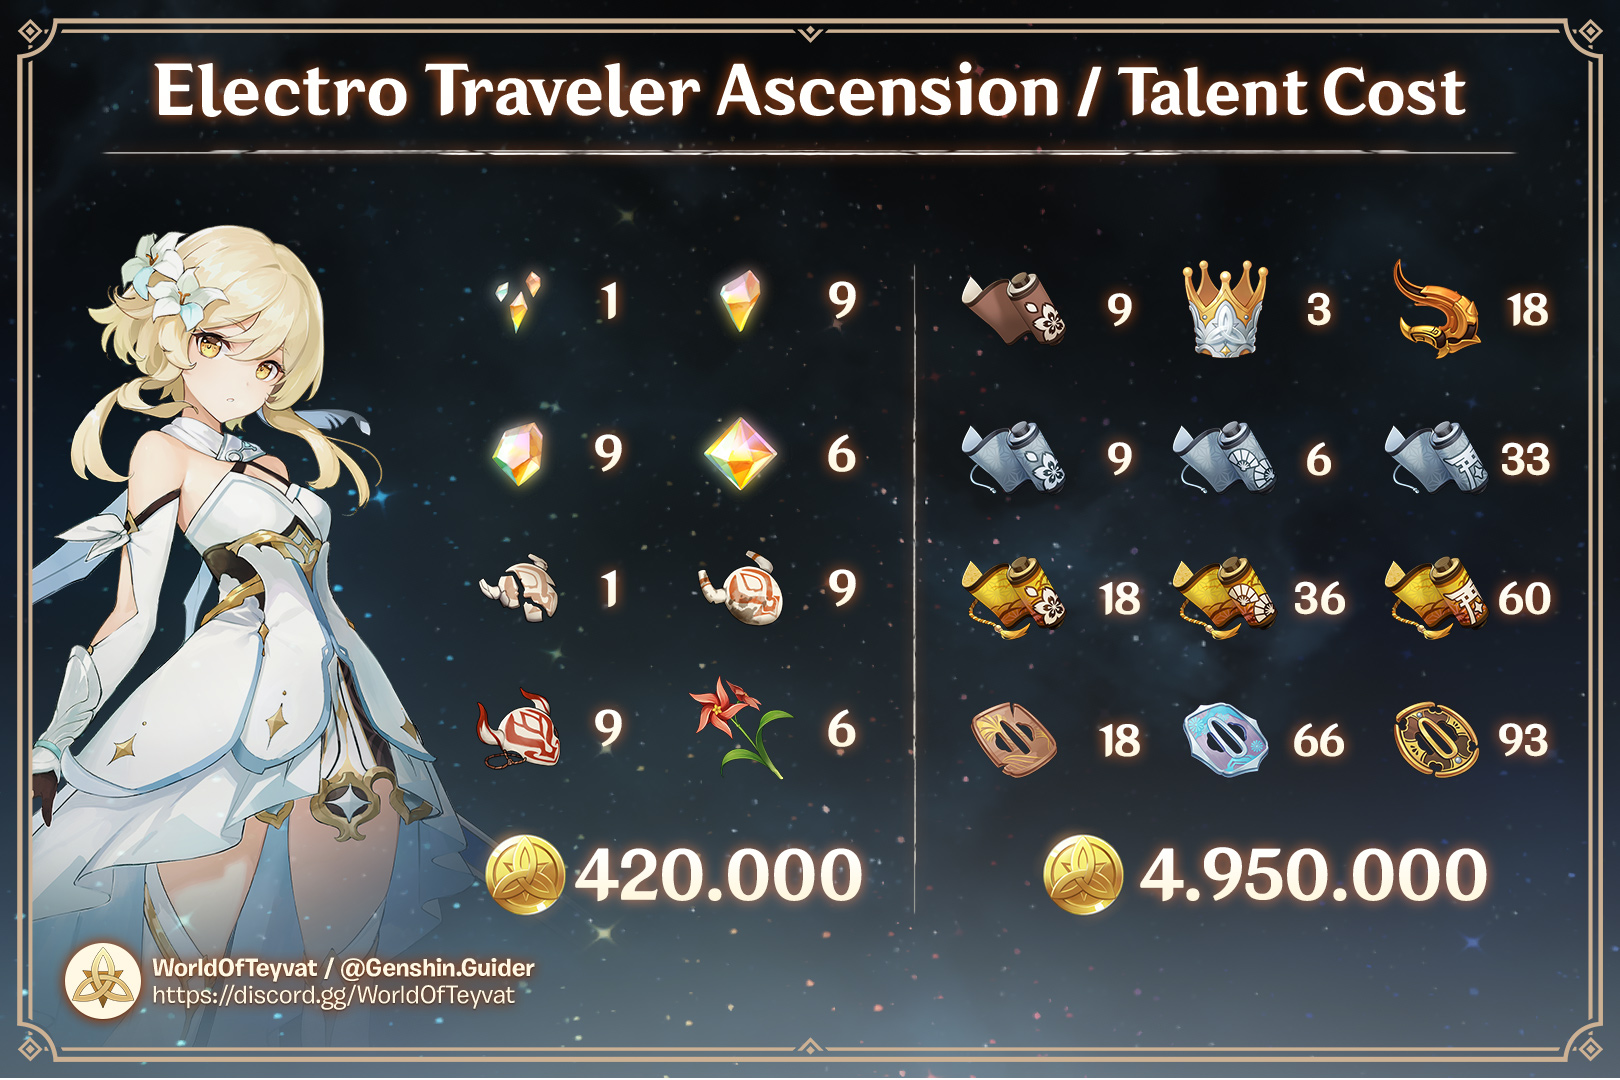 Electro Traveler Ascension / Talent Cost
1 9
9 6
1 9
9 6
420.000
9 3 18
9 6 33
18 36 60
18 66 93
4.950.000
WorldOfTeyvat / @Genshin.Guider
https://discord.gg/WorldOfTeyvat